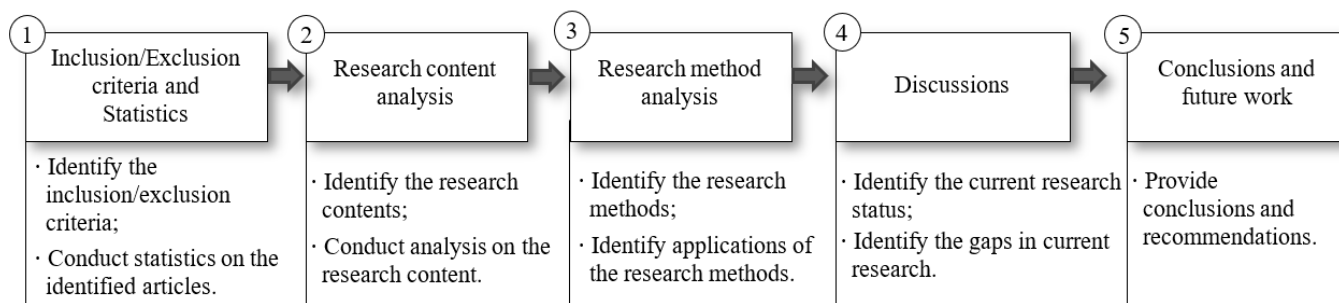 1
Inclusion/Exclusion
criteria and
Statistics
· Identify the
inclusion/exclusion
criteria;
· Conduct statistics on the
identified articles.
2
Research content
analysis
· Identify the research
contents;
· Conduct analysis on the
research content.
3
Research method
analysis
· Identify the research
methods;
· Identify applications of
the research methods.
4
Discussions
· Identify the current research
status;
· Identify the gaps in current
research.
5
Conclusions and
future work
· Provide
conclusions and
recommendations.